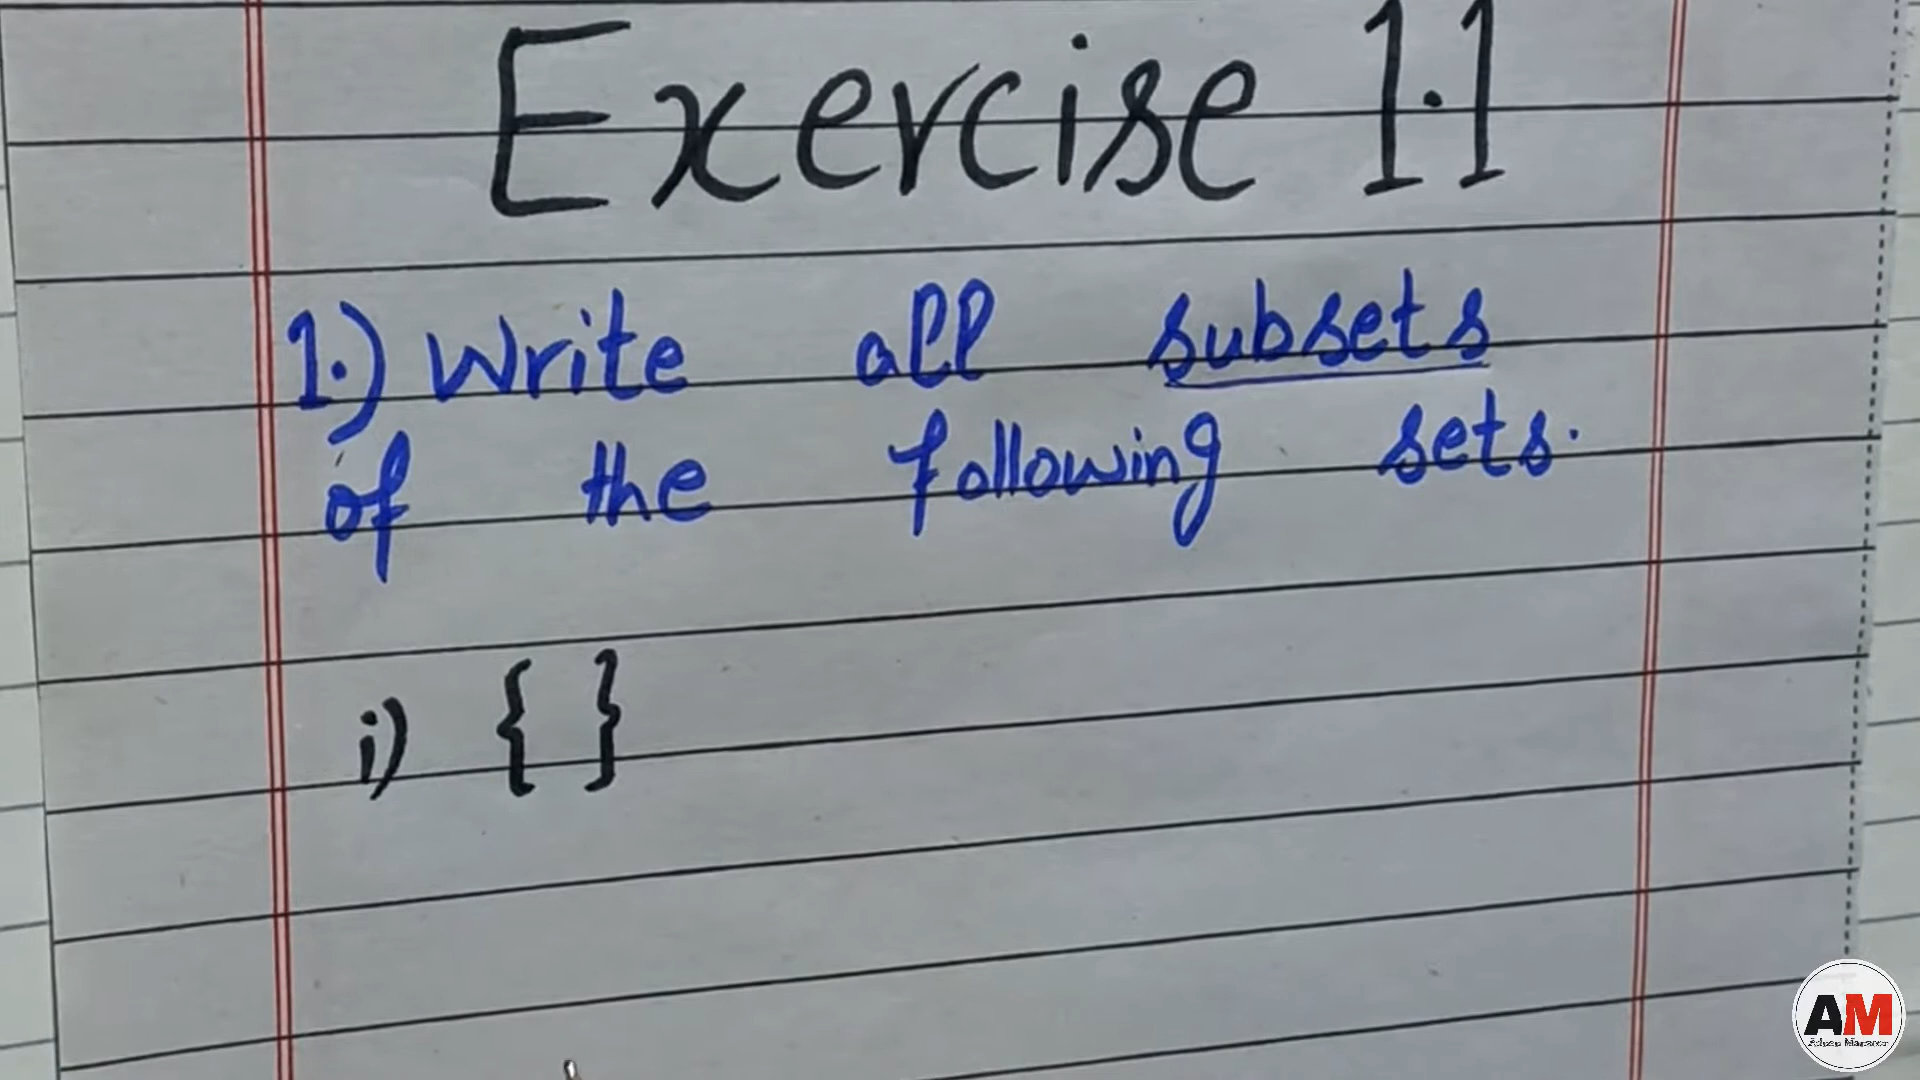 Exercise 1.1
1.) Write all subsets
of the following sets.
i) { }
AM